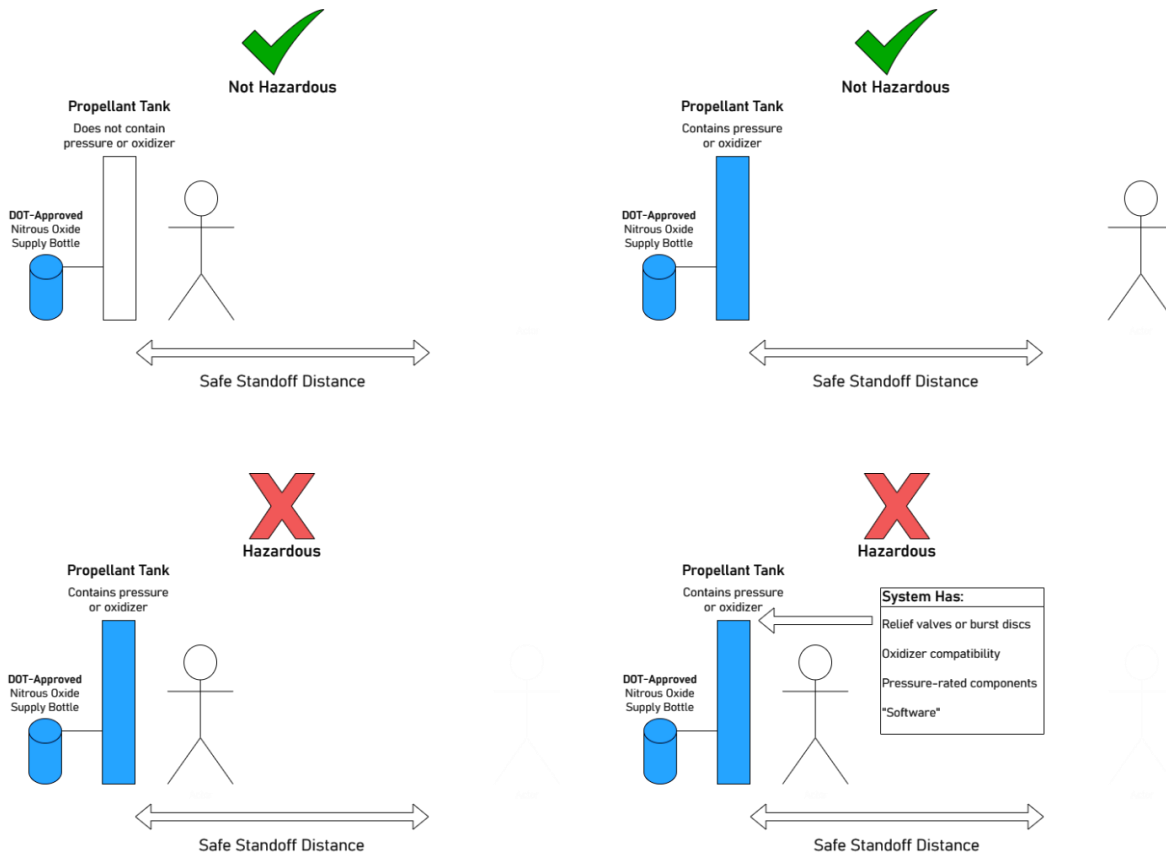 Not Hazardous
Propellant Tank
Does not contain
pressure or oxidizer
DOT-Approved
Nitrous Oxide
Supply Bottle
Safe Standoff Distance
Not Hazardous
Propellant Tank
Contains pressure
or oxidizer
DOT-Approved
Nitrous Oxide
Supply Bottle
Safe Standoff Distance
Hazardous
Propellant Tank
Contains pressure
or oxidizer
DOT-Approved
Nitrous Oxide
Supply Bottle
Safe Standoff Distance
Hazardous
Propellant Tank
Contains pressure
or oxidizer
DOT-Approved
Nitrous Oxide
Supply Bottle
System Has:
Relief valves or burst discs
Oxidizer compatibility
Pressure-rated components
"Software"
Safe Standoff Distance